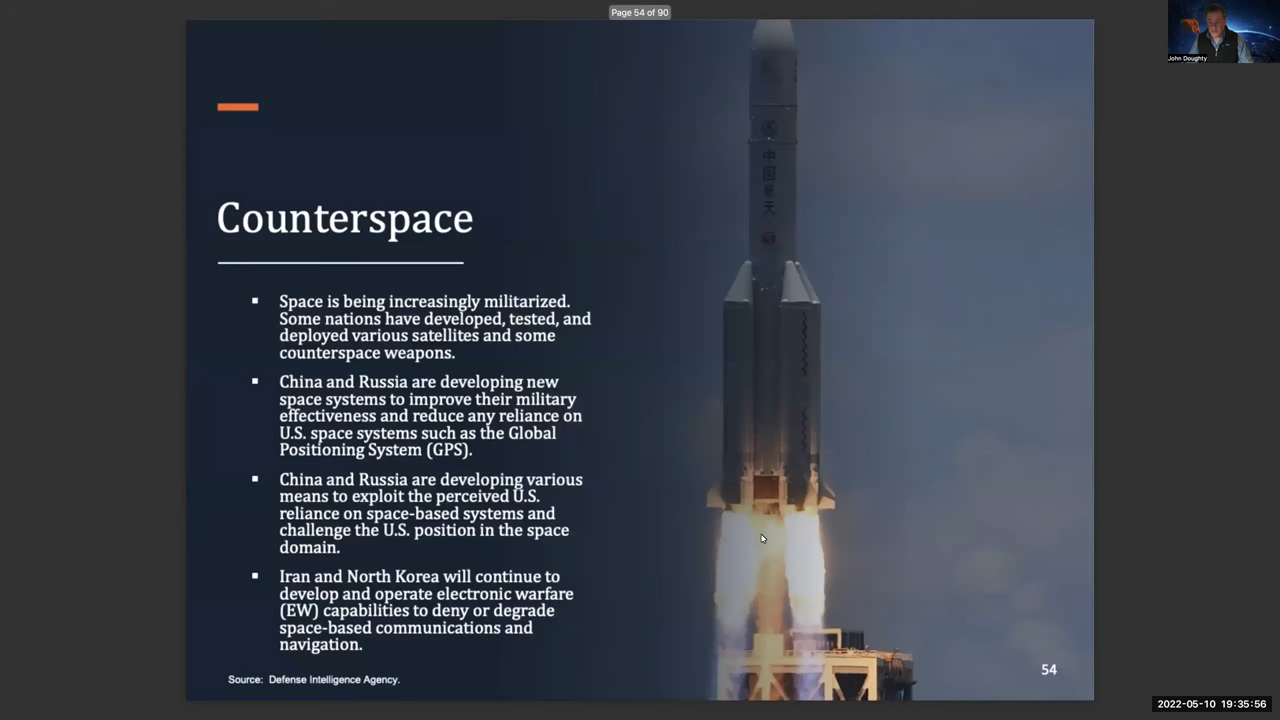 Page 54 of 90
John Doughty
Counterspace
▪ Space is being increasingly militarized.
Some nations have developed, tested, and
deployed various satellites and some
counterspace weapons.
▪ China and Russia are developing new
space systems to improve their military
effectiveness and reduce any reliance on
U.S. space systems such as the Global
Positioning System (GPS).
▪ China and Russia are developing various
means to exploit the perceived U.S.
reliance on space-based systems and
challenge the U.S. position in the space
domain.
▪ Iran and North Korea will continue to
develop and operate electronic warfare
(EW) capabilities to deny or degrade
space-based communications and
navigation.
中国航天
Source: Defense Intelligence Agency.
54
2022-05-10 19:35:56